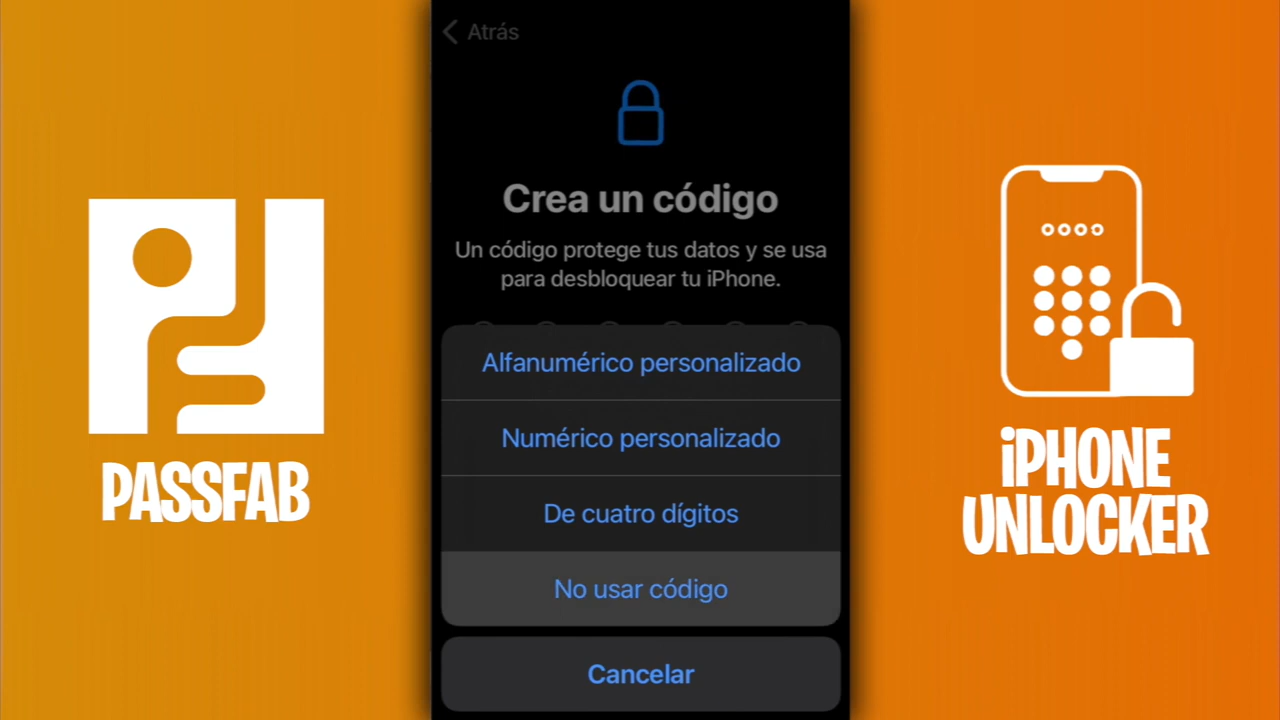 Atrás
Crea un código
Un código protege tus datos y se usa
para desbloquear tu iPhone.
Alfanumérico personalizado
Numérico personalizado
De cuatro dígitos
No usar código
Cancelar
PASSFAB
iPHONE
UNLOCKER